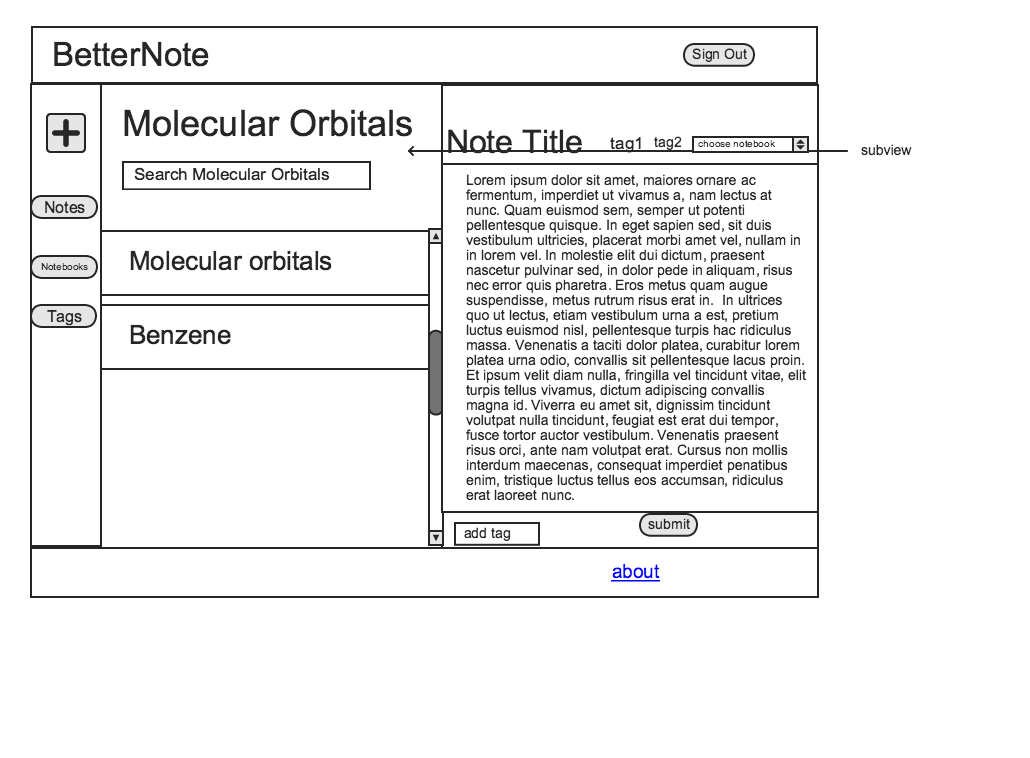 BetterNote
Sign Out
Molecular Orbitals
Search Molecular Orbitals
Notes
Notebooks
Tags
Molecular orbitals
Benzene
Note Title
tag1
tag2
choose notebook
subview
Lorem ipsum dolor sit amet, maiores ornare ac
fermentum, imperdiet ut vivamus a, nam lectus at
nunc. Quam euismod sem, semper ut potenti
pellentesque quisque. In eget sapien sed, sit duis
vestibulum ultricies, placerat morbi amet vel, nullam in
in lorem vel. In molestie elit dui dictum, praesent
nascetur pulvinar sed, in dolor pede in aliquam, risus
nec error quis pharetra. Eros metus quam augue
suspendisse, metus rutrum risus erat in.  In ultrices
quo ut lectus, etiam vestibulum urna a est, pretium
luctus euismod nisl, pellentesque turpis hac ridiculus
massa. Venenatis a taciti dolor platea, curabitur lorem
platea urna odio, convallis sit pellentesque lacus proin.
Et ipsum velit diam nulla, fringilla vel tincidunt vitae, elit
turpis tellus vivamus, dictum adipiscing convallis
magna id. Viverra eu amet sit, dignissim tincidunt
volutpat nulla tincidunt, feugiat est erat dui tempor,
fusce tortor auctor vestibulum. Venenatis praesent
risus orci, ante nam volutpat erat. Cursus non mollis
interdum maecenas, consequat imperdiet penatibus
enim, tristique luctus tellus eos accumsan, ridiculus
erat laoreet nunc.
add tag
submit
about